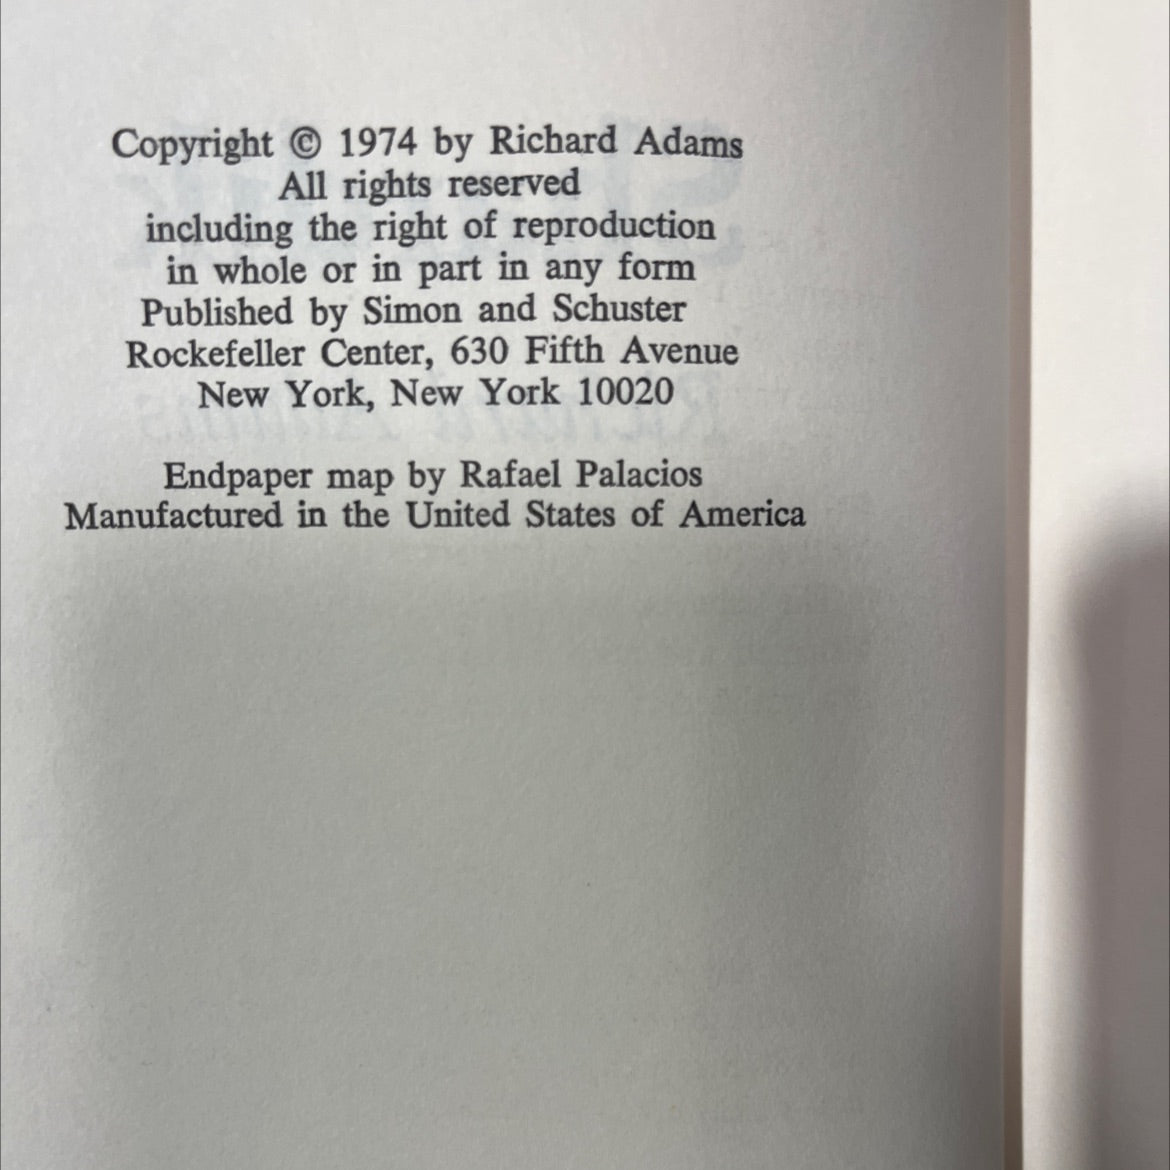 Copyright © 1974 by Richard Adams
All rights reserved
including the right of reproduction
in whole or in part in any form
Published by Simon and Schuster
Rockefeller Center, 630 Fifth Avenue
New York, New York 10020
Endpaper map by Rafael Palacios
Manufactured in the United States of America